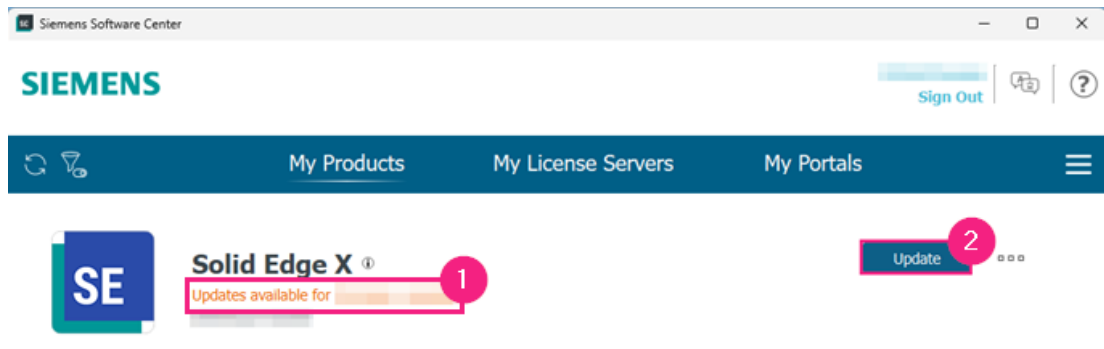 SE Siemens Software Center
SIEMENS
Sign Out
?
My Products My License Servers My Portals
SE
Solid Edge X
Updates available for
1
Update
2